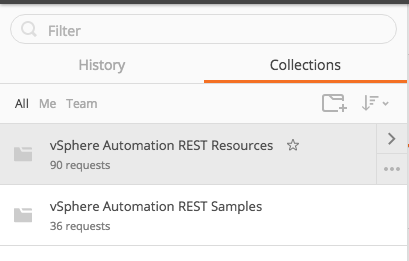 Filter
History Collections
All Me Team
vSphere Automation REST Resources
90 requests
vSphere Automation REST Samples
36 requests